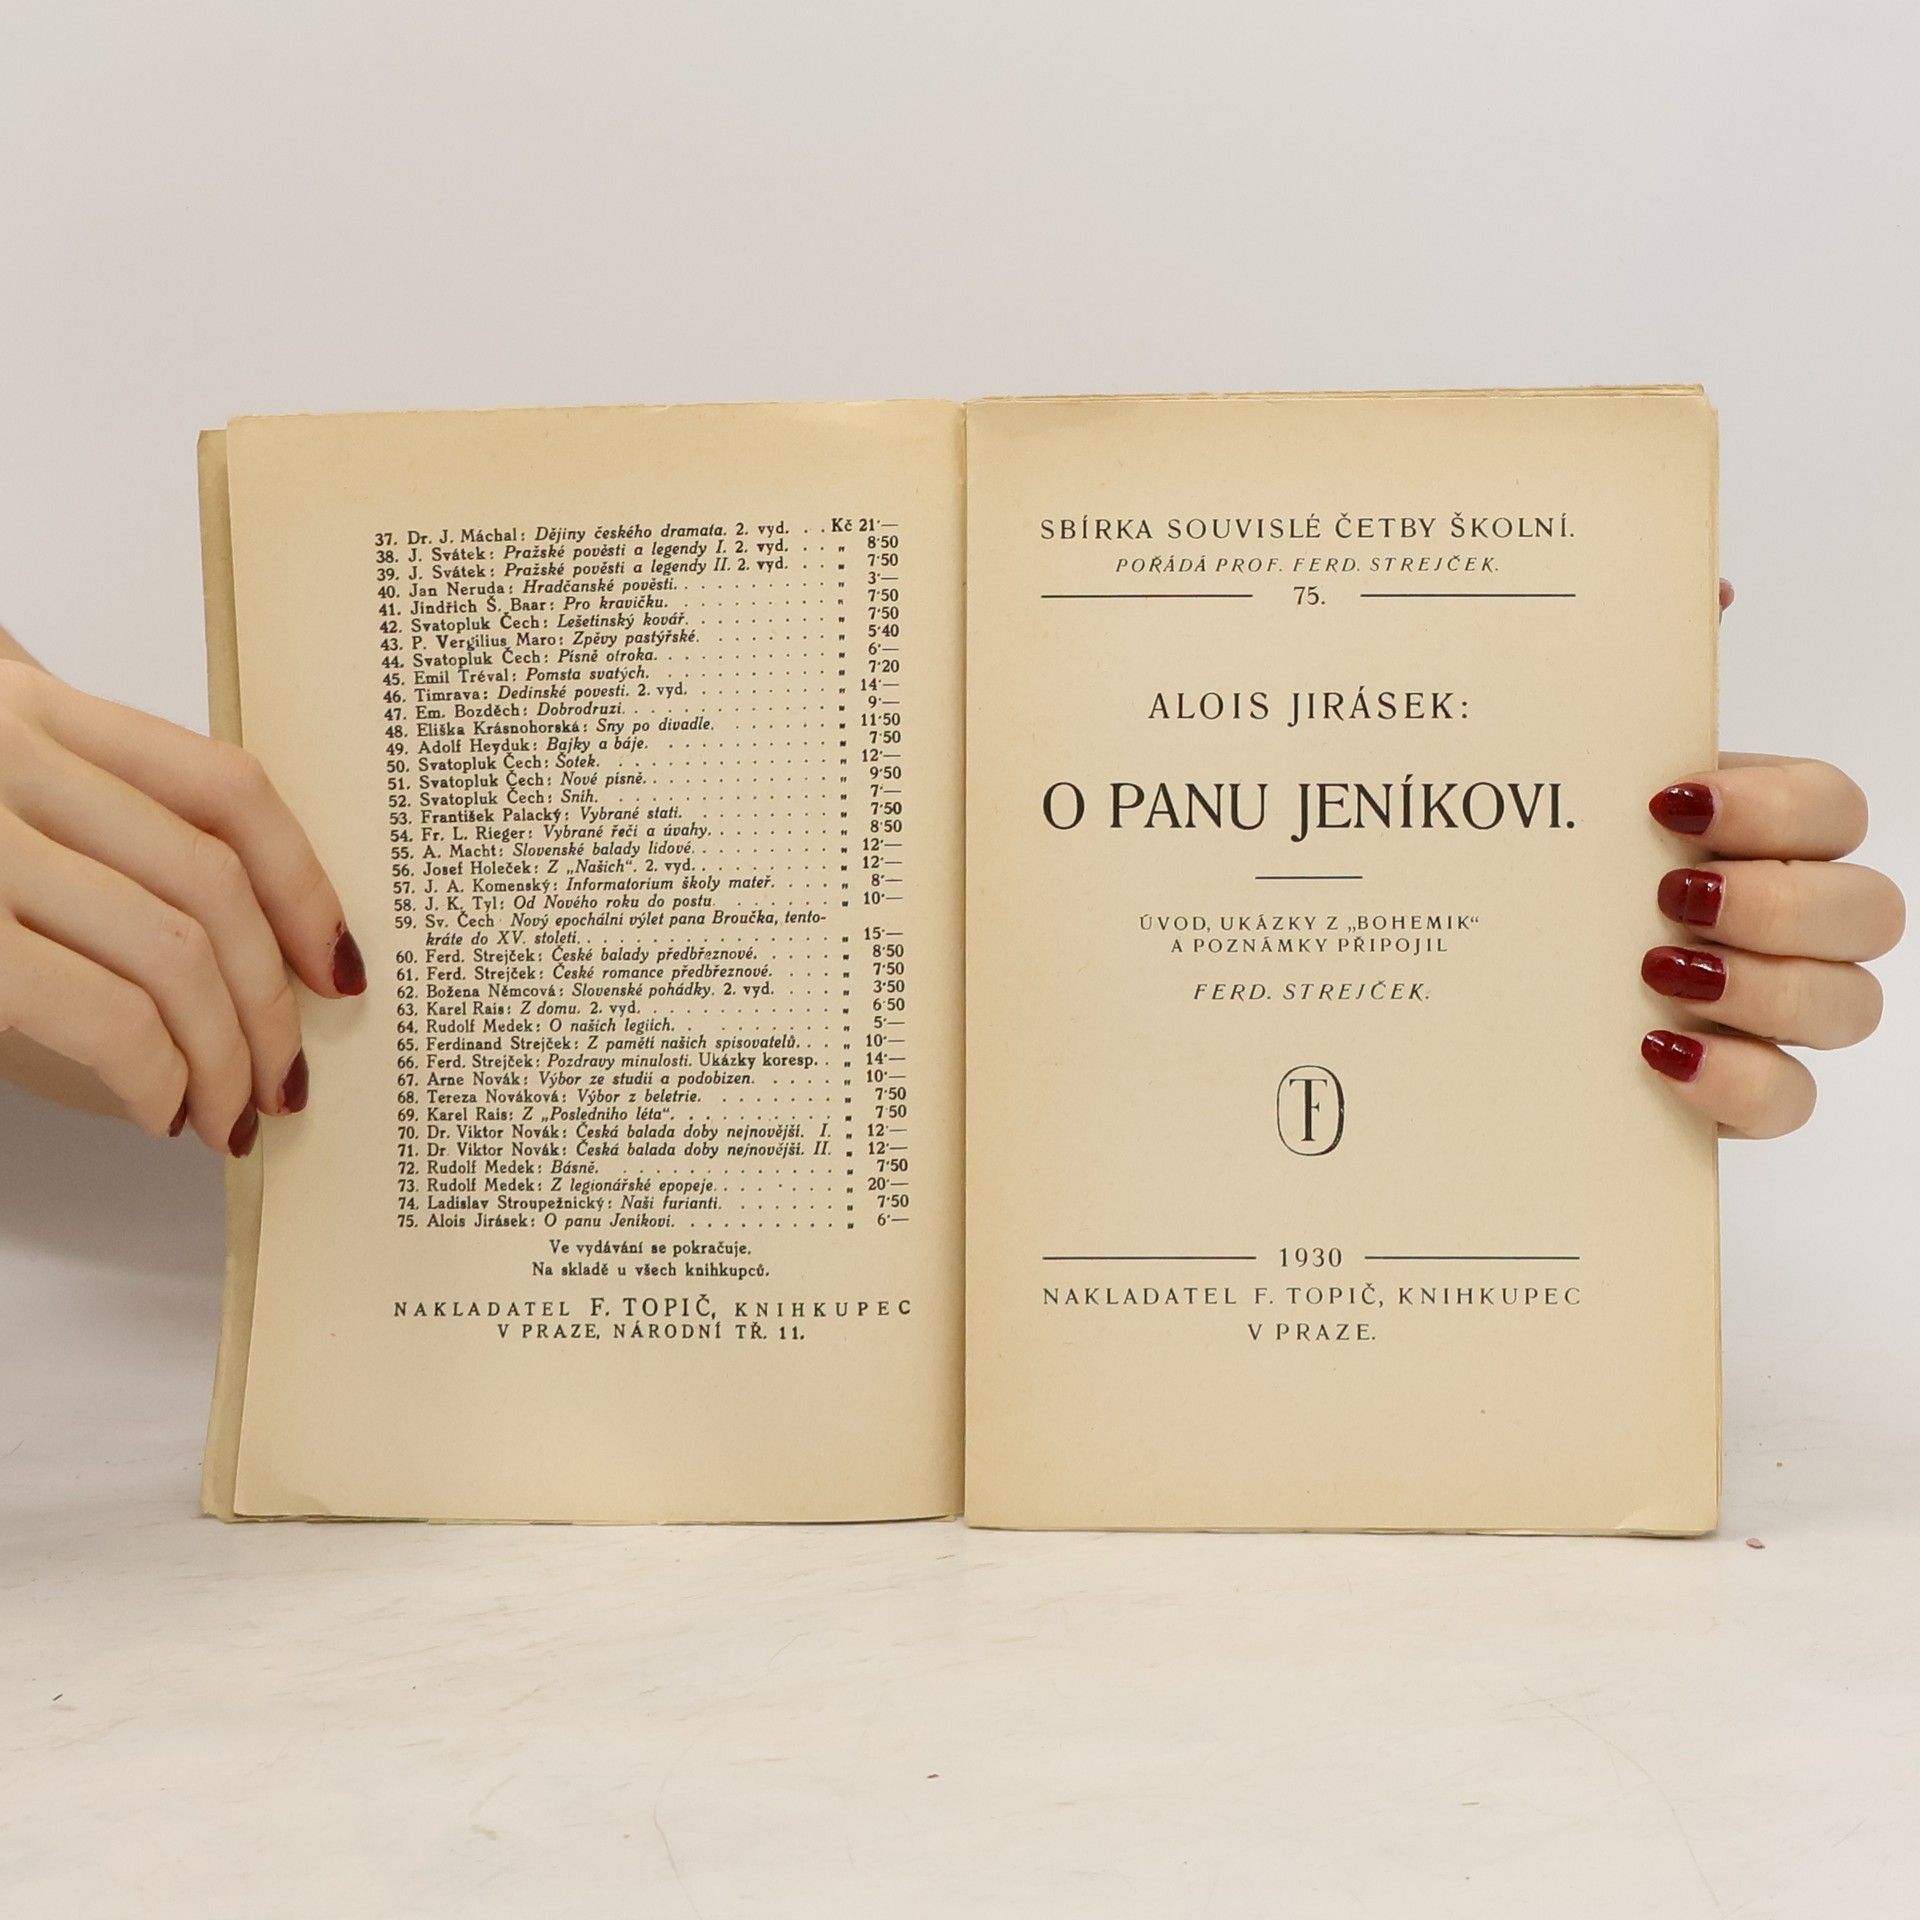 37. Dr. J. Máchal: Dějiny českého dramata. 2. vyd. . . Kč 21·—
38. J. Svátek: Pražské pověsti a legendy I. 2. vyd. . . „ 8·50
39. J. Svátek: Pražské pověsti a legendy II. 2. vyd. . . „ 7·50
40. Jan Neruda: Hradčanské pověsti. . . . . . . . . „ 3·—
41. Jindřich Š. Baar: Pro kravičku. . . . . . . . . . „ 7·50
42. Svatopluk Čech: Lešetínský kovář. . . . . . . . . „ 7·50
43. P. Vergilius Maro: Zpěvy pastýřské. . . . . . . . „ 5·40
44. Svatopluk Čech: Písně otroka. . . . . . . . . . . „ 6·—
45. Emil Tréval: Pomsta svatých. . . . . . . . . . . „ 7·20
46. Timrava: Dedinské povesti. 2. vyd. . . . . . . . . „ 14·—
47. Em. Bozděch: Dobrodruzi. . . . . . . . . . . . . „ 9·—
48. Eliška Krásnohorská: Sny po divadle. . . . . . . „ 11·50
49. Adolf Heyduk: Bajky a báje. . . . . . . . . . . „ 7·50
50. Svatopluk Čech: Šotek. . . . . . . . . . . . . . „ 12·—
51. Svatopluk Čech: Nové písně. . . . . . . . . . . . „ 9·50
52. Svatopluk Čech: Sníh. . . . . . . . . . . . . . „ 7·—
53. František Palacký: Vybrané stati. . . . . . . . . „ 7·50
54. Fr. L. Rieger: Vybrané řeči a úvahy. . . . . . . . „ 8·50
55. A. Macht: Slovenské balady lidové. . . . . . . . . „ 12·—
56. Josef Holeček: Z „Našich“. 2. vyd. . . . . . . . . „ 12·—
57. J. A. Komenský: Informatorium školy mateř. . . . . „ 8·—
58. J. K. Tyl: Od Nového roku do postu. . . . . . . . „ 10·—
59. Sv. Čech: Nový epochální výlet pana Broučka, tento-
kráte do XV. století. . . . . . . . . . . . . . . „ 15·—
60. Ferd. Strejček: České balady předbřeznové. . . . . „ 8·50
61. Ferd. Strejček: České romance předbřeznové. . . . „ 7·50
62. Božena Němcová: Slovenské pohádky. 2. vyd. . . . . „ 3·50
63. Karel Rais: Z domu. 2. vyd. . . . . . . . . . . . „ 6·50
64. Rudolf Medek: O našich legiích. . . . . . . . . . „ 5·—
65. Ferdinand Strejček: Z pamětí našich spisovatelů. . . „ 10·—
66. Ferd. Strejček: Pozdravy minulosti. Ukázky koresp. . . „ 14·—
67. Arne Novák: Výbor ze studií a podobizen. . . . . „ 10·—
68. Tereza Nováková: Výbor z beletrie. . . . . . . . „ 7·50
69. Karel Rais: Z „Posledního léta“. . . . . . . . . . „ 7·50
70. Dr. Viktor Novák: Česká balada doby nejnovější. I. „ 12·—
71. Dr. Viktor Novák: Česká balada doby nejnovější. II. „ 12·—
72. Rudolf Medek: Básně. . . . . . . . . . . . . . „ 7·50
73. Rudolf Medek: Z legionářské epopeje. . . . . . . . „ 20·—
74. Ladislav Stroupežnický: Naši furianti. . . . . . . „ 7·50
75. Alois Jirásek: O panu Jeníkovi. . . . . . . . . . „ 6·—
Ve vydávání se pokračuje.
Na skladě u všech knihkupců.
NAKLADATEL F. TOPIČ, KNIHKUPEC
V PRAZE, NÁRODNÍ TŘ. 11.
SBÍRKA SOUVISLÉ ČETBY ŠKOLNÍ.
POŘÁDÁ PROF. FERD. STREJČEK.
75.
ALOIS JIRÁSEK:
O PANU JENÍKOVI.
ÚVOD, UKÁZKY Z „BOHEMIK“
A POZNÁMKY PŘIPOJIL
FERD. STREJČEK.
TF
1930
NAKLADATEL F. TOPIČ, KNIHKUPEC
V PRAZE.